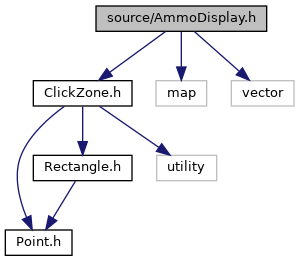 source/AmmoDisplay.h
ClickZone.h
map
vector
Rectangle.h
utility
Point.h